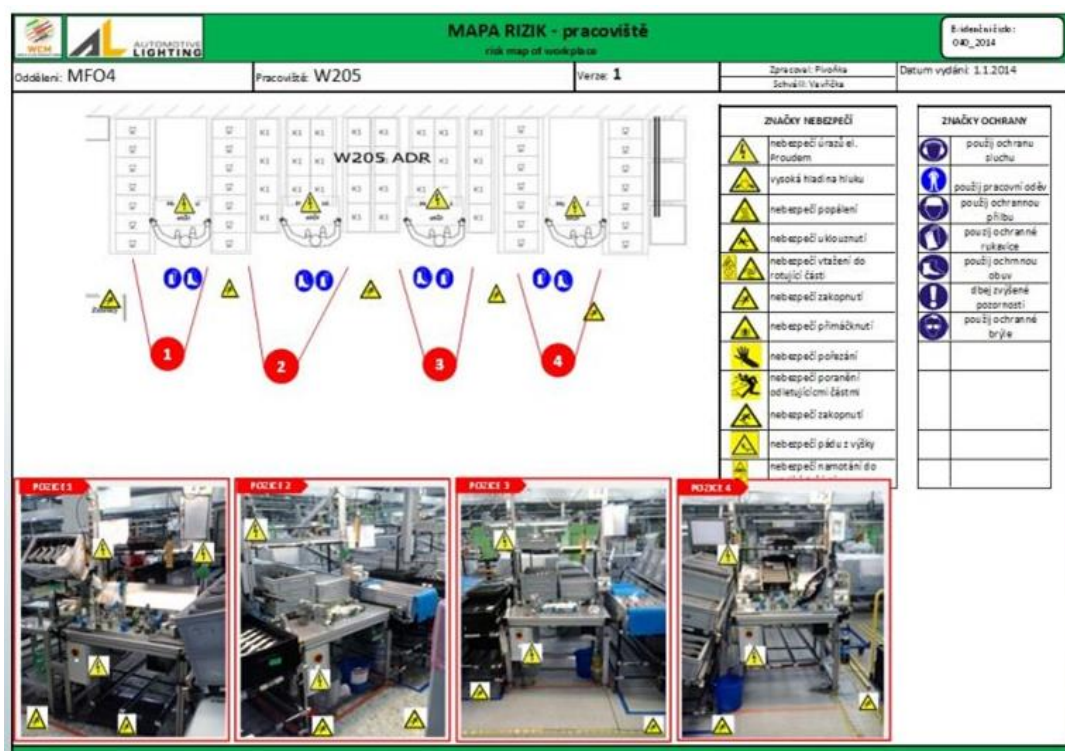 WCM
AUTOMOTIVE
LIGHTING
MAPA RIZIK - pracoviště
risk map of workplace
Evidenční číslo:
040_2014
Oddělení: MFO4
Pracoviště: W205
Verze: 1
Zpracoval: Pivoňka
Schválil: Vavřička
Datum vydání: 1.1.2014
W205 ADR
1
2
3
4
ZNAČKY NEBEZPEČÍ
nebezpečí úrazů el.
Proudem
vysoká hladina hluku
nebezpečí popálení
nebezpečí uklouznutí
nebezpečí vtažení do
rotující části
nebezpečí zakopnutí
nebezpečí přimáčknutí
nebezpečí pořezání
nebezpečí poranění
odletujícícmi částmi
nebezpečí zakopnutí
nebezpečí pádu z výšky
nebezpečí namotání do
ZNAČKY OCHRANY
použij ochranu
sluchu
použij pracovní oděv
použij ochrannou
přilbu
použij ochranné
rukavice
použij ochrnnou
obuv
dbej zvýšené
pozornosti
použij ochranné
brýle
POZICE 1
POZICE 2
POZICE 3
POZICE 4